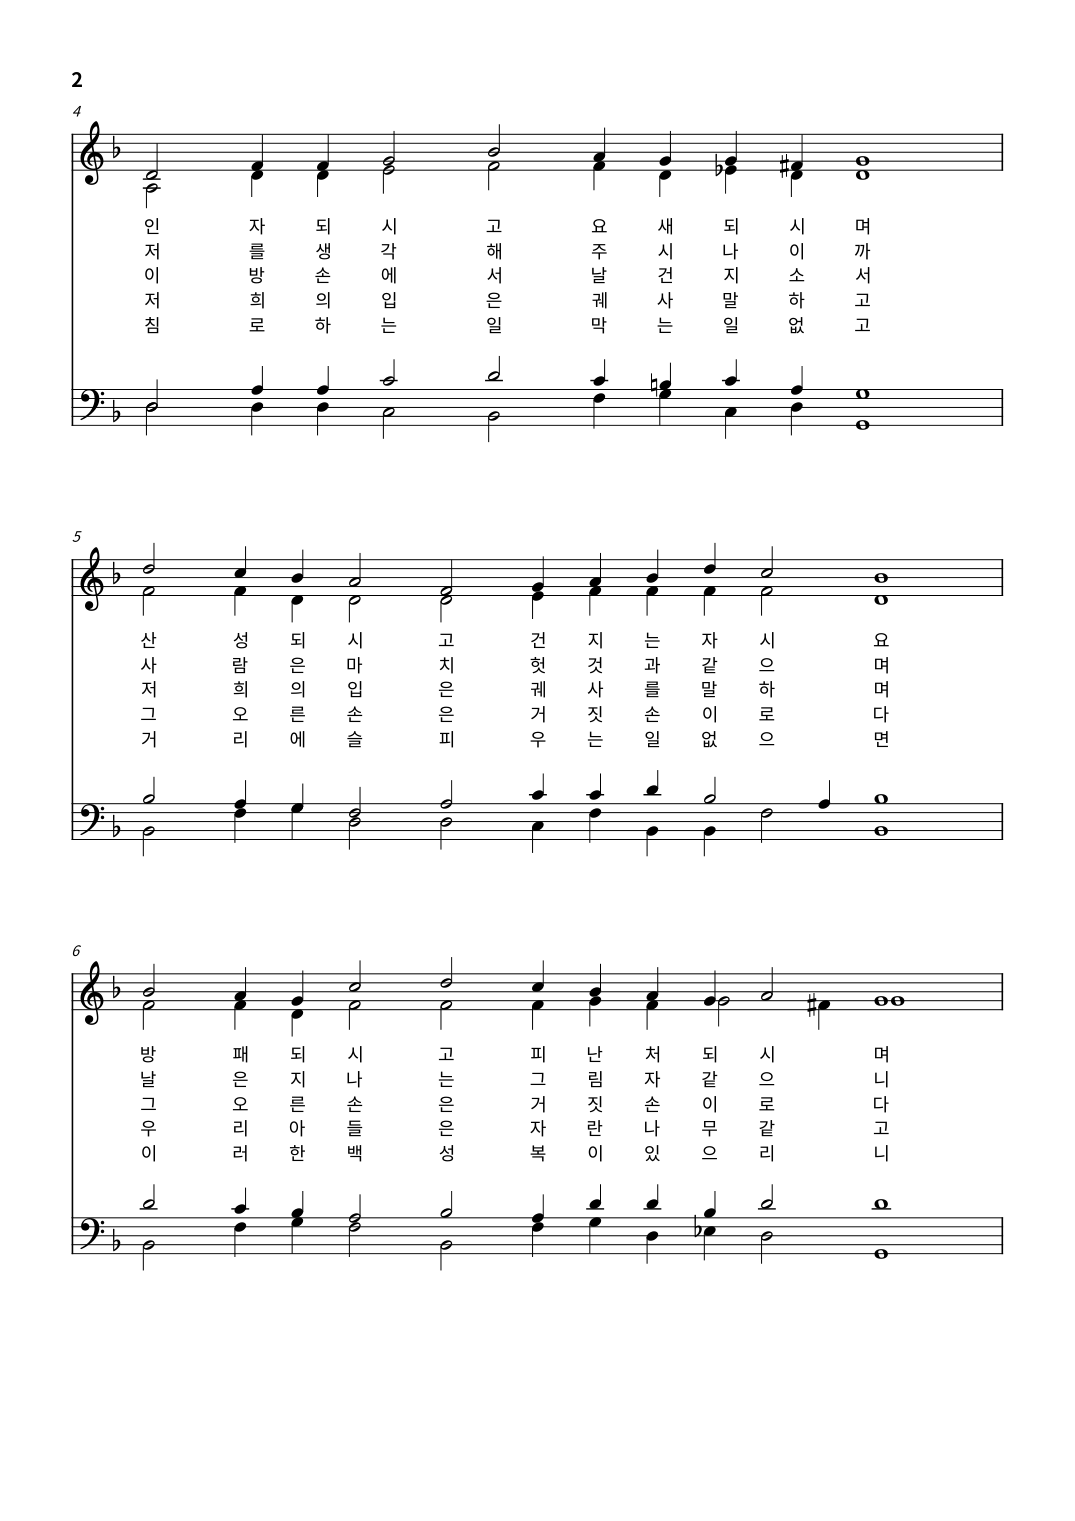 2
4
인 자 되 시 고 요 새 되 시 며
저 를 생 각 해 주 시 나 이 까
이 방 손 에 서 날 건 지 소 서
저 희 의 입 은 궤 사 말 하 고
침 로 하 는 일 막 는 일 없 고
5
산 성 되 시 고 건 지 는 자 시 요
사 람 은 마 치 헛 것 과 같 으 며
저 희 의 입 은 궤 사 를 말 하 며
그 오 른 손 은 거 짓 손 이 로 다
거 리 에 슬 피 우 는 일 없 으 면
6
방 패 되 시 고 피 난 처 되 시 며
날 은 지 나 는 그 림 자 같 으 니
그 오 른 손 은 거 짓 손 이 로 다
우 리 아 들 은 자 란 나 무 같 고
이 러 한 백 성 복 이 있 으 리 니